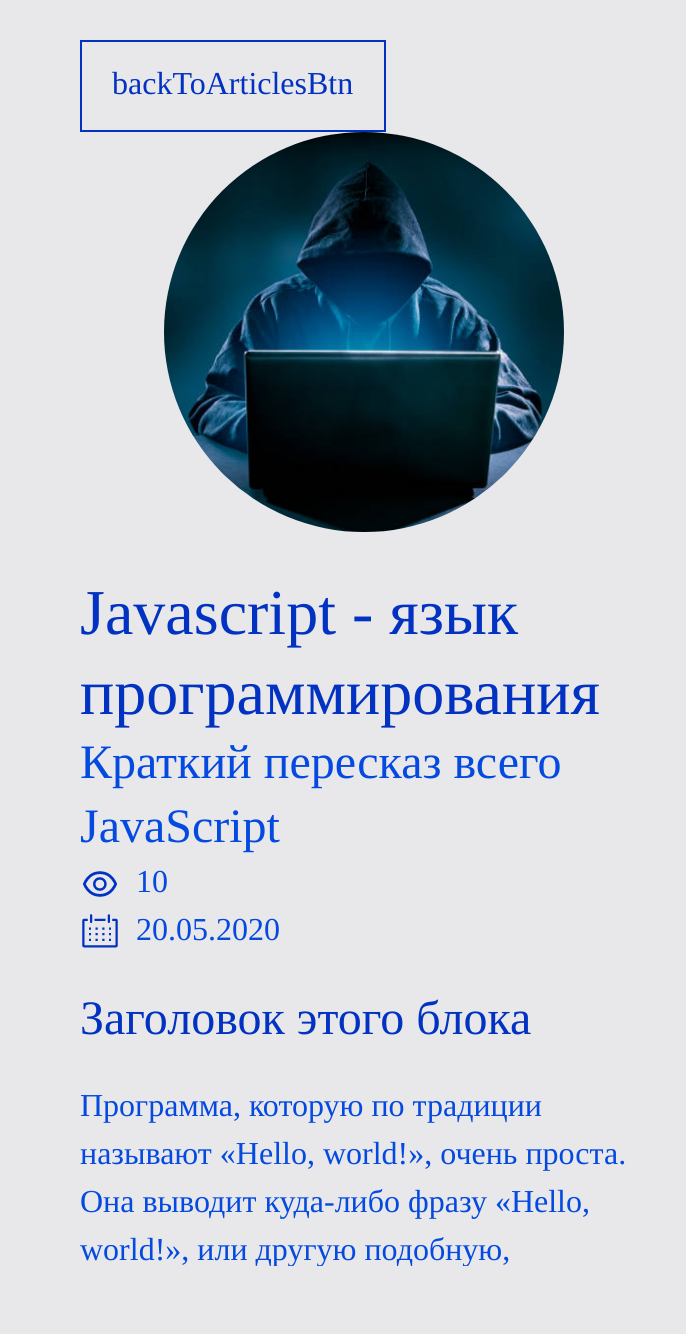 backToArticlesBtn
Javascript - язык
программирования
Краткий пересказ всего
JavaScript
10
20.05.2020
Заголовок этого блока
Программа, которую по традиции
называют «Hello, world!», очень проста.
Она выводит куда-либо фразу «Hello,
world!», или другую подобную,